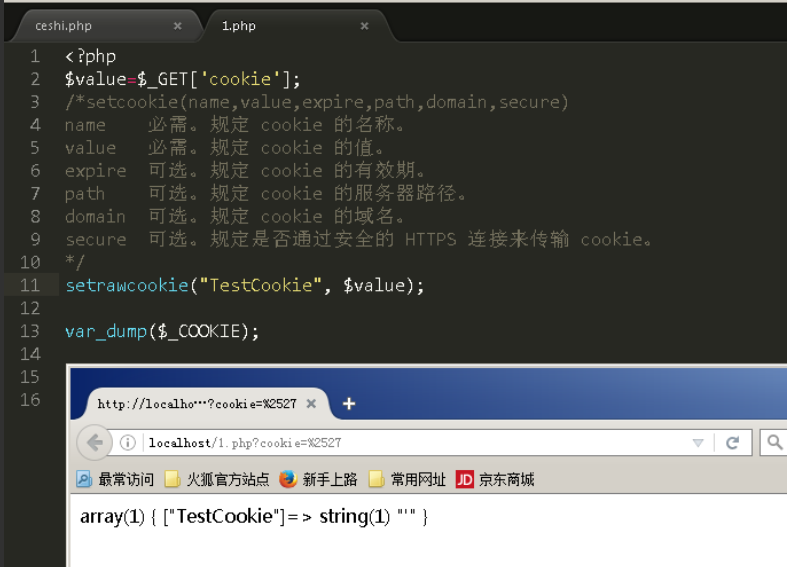 ceshi.php × 1.php ×
1 <?php
2 $value=$_GET['cookie'];
3 /*setcookie(name,value,expire,path,domain,secure)
4 name 必需。规定 cookie 的名称。
5 value 必需。规定 cookie 的值。
6 expire 可选。规定 cookie 的有效期。
7 path 可选。规定 cookie 的服务器路径。
8 domain 可选。规定 cookie 的域名。
9 secure 可选。规定是否通过安全的 HTTPS 连接来传输 cookie。
10 */
11 setrawcookie("TestCookie", $value);
12
13 var_dump($_COOKIE);
14
15
16
http://localho…?cookie=%2527 × +
localhost/1.php?cookie=%2527
最常访问 火狐官方站点 新手上路 常用网址 JD 京东商城
array(1) { ["TestCookie"]=> string(1) "'" }